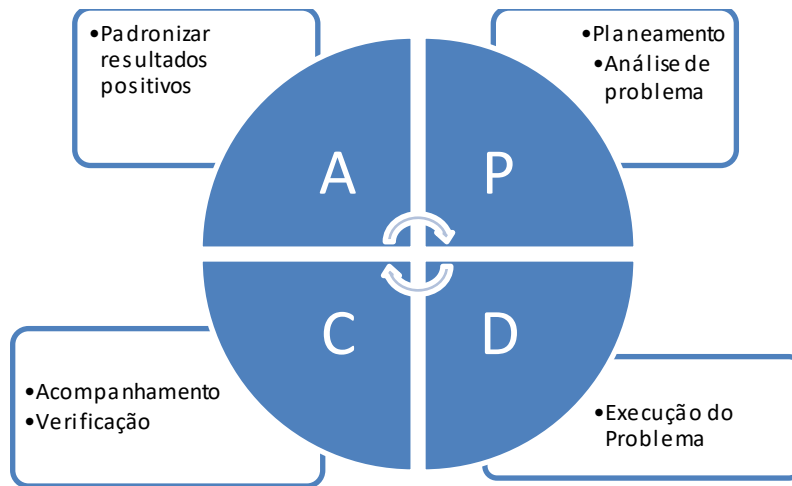 •Padronizar
resultados
positivos
•Planeamento
•Análise de
problema
A
P
C
D
•Acompanhamento
•Verificação
•Execução do
Problema